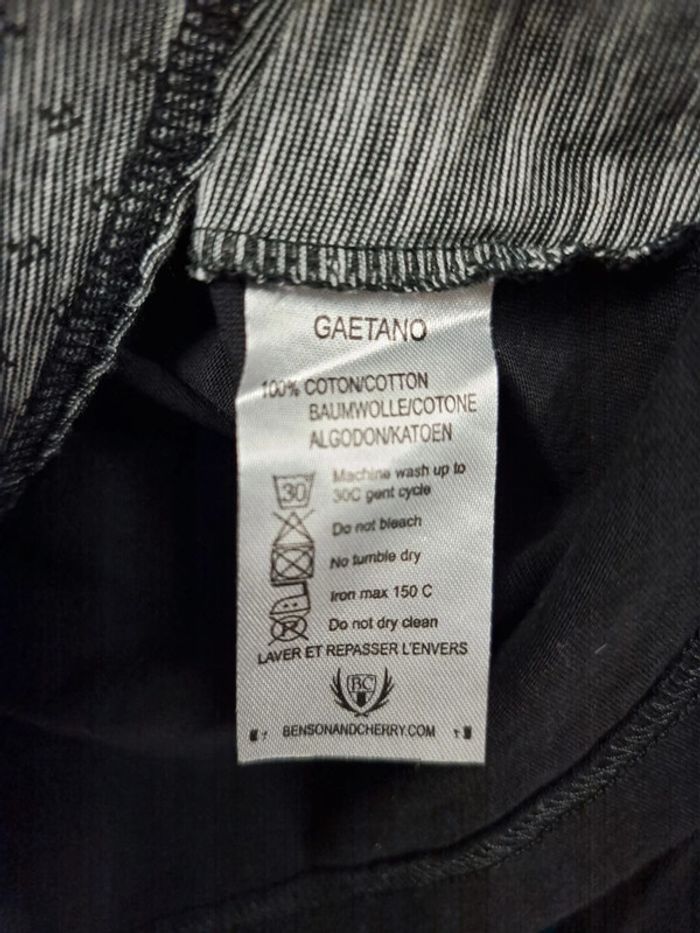 GAETANO
100% COTON/COTTON
BAUMWOLLE/COTONE
ALGODON/KATOEN
30
Machine wash up to
30C gent cycle
Do not bleach
No tumble dry
Iron max 150 C
Do not dry clean
LAVER ET REPASSER L'ENVERS
BC
BENSONANDCHERRY.COM